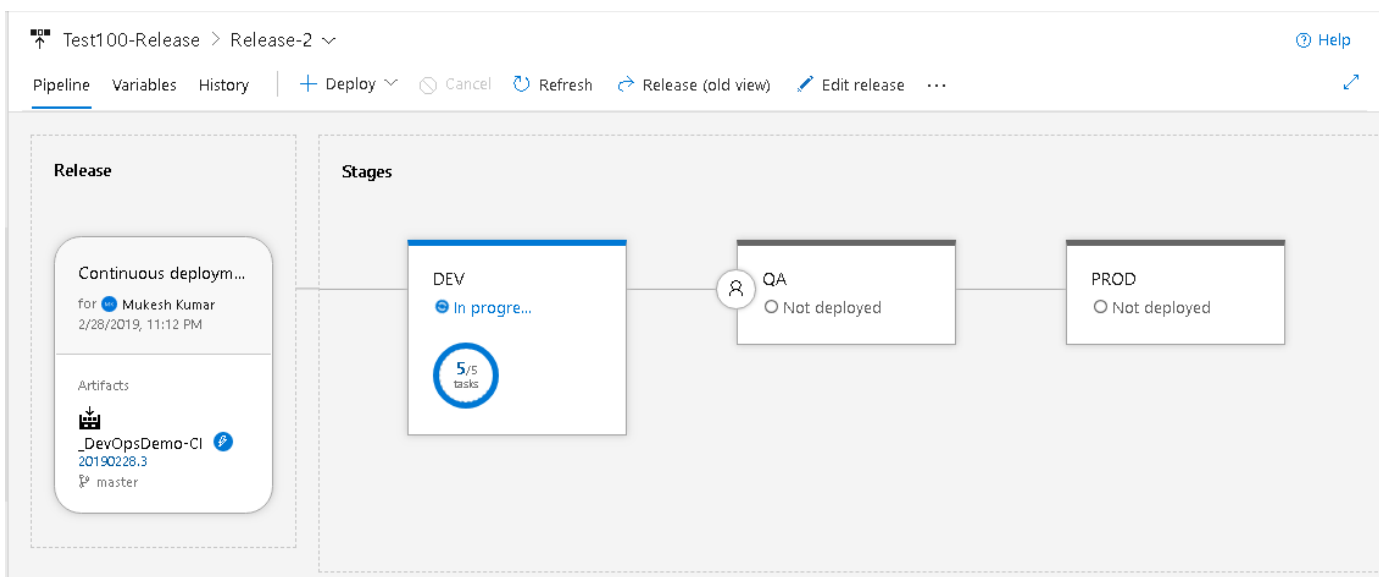 Test100-Release > Release-2
Help
Pipeline Variables History Deploy Cancel Refresh Release (old view) Edit release ...
Release
Stages
Continuous deploym...
for Mukesh Kumar
2/28/2019, 11:12 PM
Artifacts
_DevOpsDemo-CI
20190228.3
master
DEV
In progre...
5/5
tasks
QA
Not deployed
PROD
Not deployed